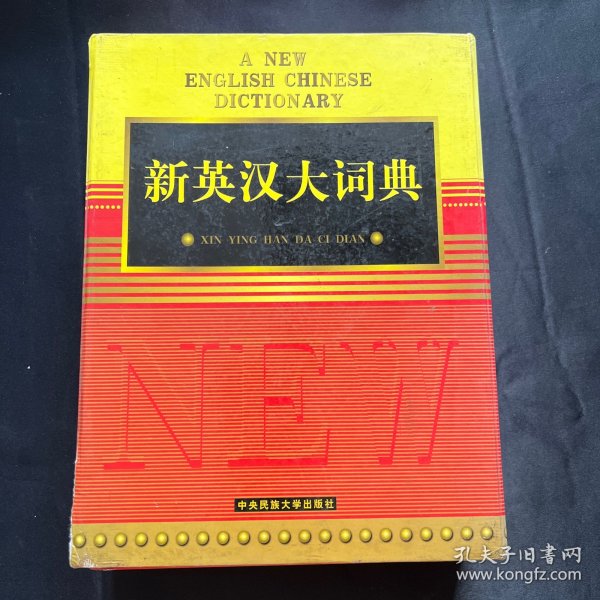 A NEW
ENGLISH CHINESE
DICTIONARY
新英汉大词典
XIN YING HAN DA CI DIAN
NEW
中央民族大学出版社
孔夫子旧书网
www.kongfz.com